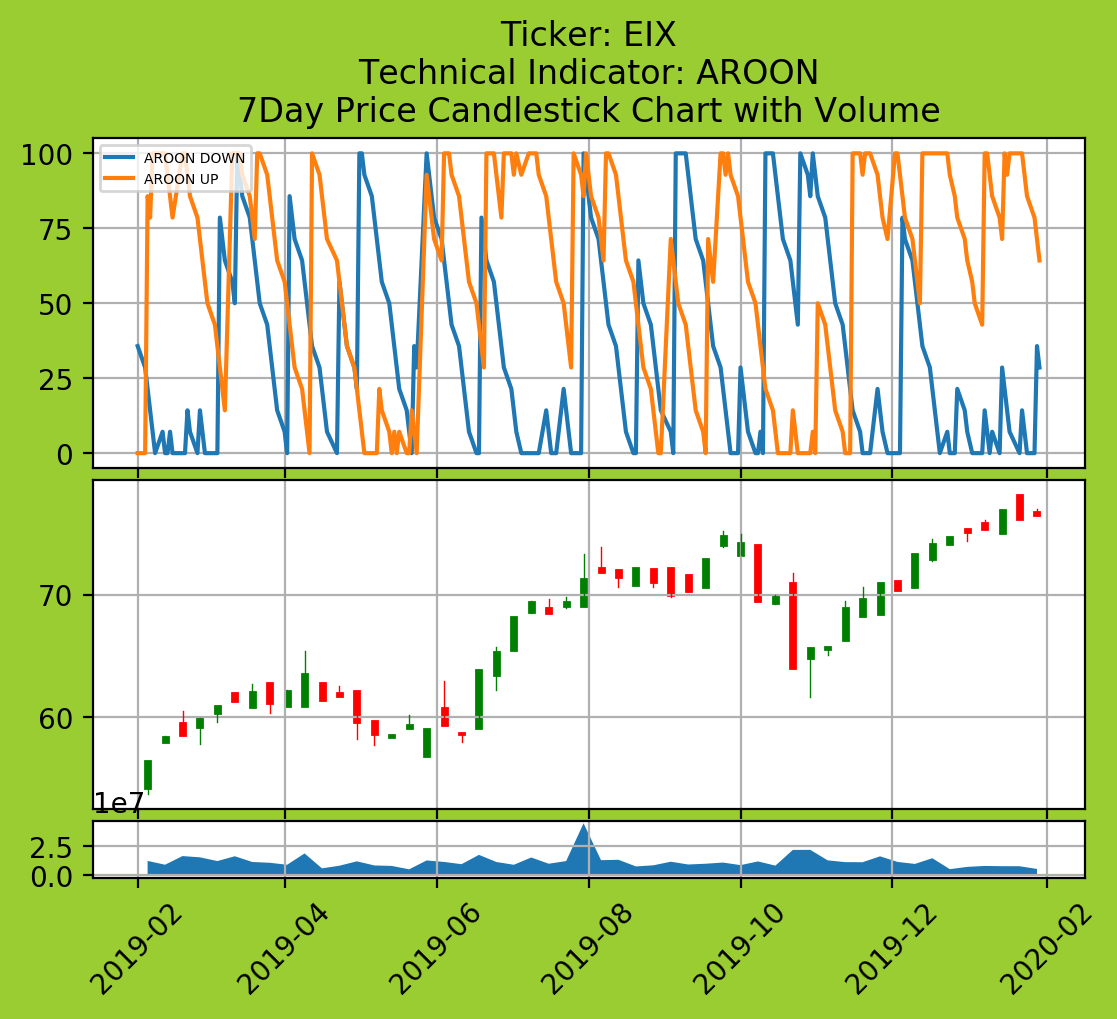 Ticker: EIX
Technical Indicator: AROON
7Day Price Candlestick Chart with Volume
AROON DOWN
AROON UP
100
75
50
25
0
70
60
1e7
2.5
0.0
2019-02
2019-04
2019-06
2019-08
2019-10
2019-12
2020-02